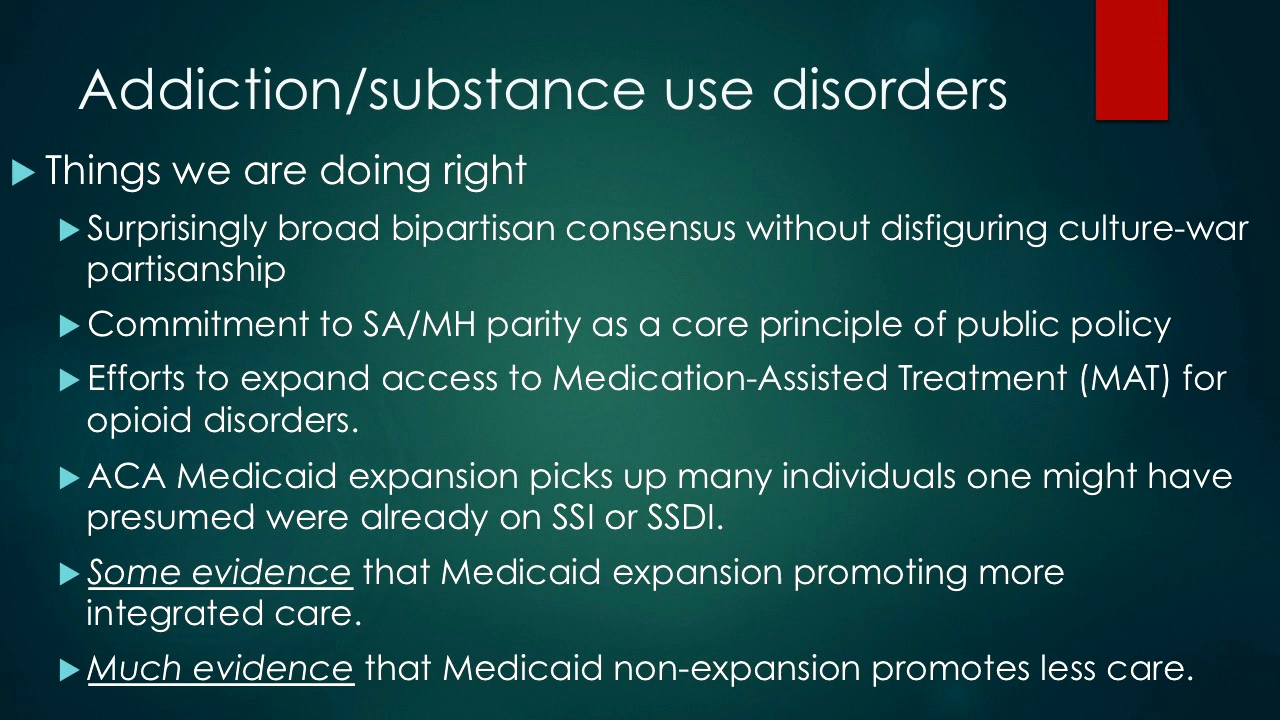 Addiction/substance use disorders
Things we are doing right
Surprisingly broad bipartisan consensus without disfiguring culture-war
partisanship
Commitment to SA/MH parity as a core principle of public policy
Efforts to expand access to Medication-Assisted Treatment (MAT) for
opioid disorders.
ACA Medicaid expansion picks up many individuals one might have
presumed were already on SSI or SSDI.
Some evidence that Medicaid expansion promoting more
integrated care.
Much evidence that Medicaid non-expansion promotes less care.